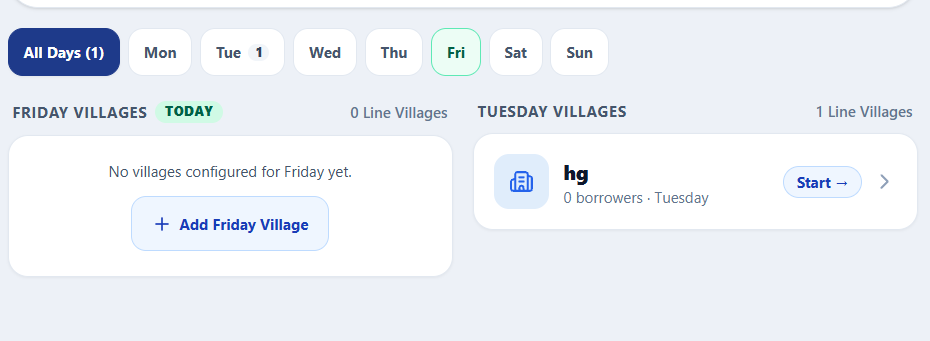 All Days (1) Mon Tue 1 Wed Thu Fri Sat Sun
FRIDAY VILLAGES TODAY 0 Line Villages
No villages configured for Friday yet.
+ Add Friday Village
TUESDAY VILLAGES 1 Line Villages
hg
0 borrowers · Tuesday
Start →